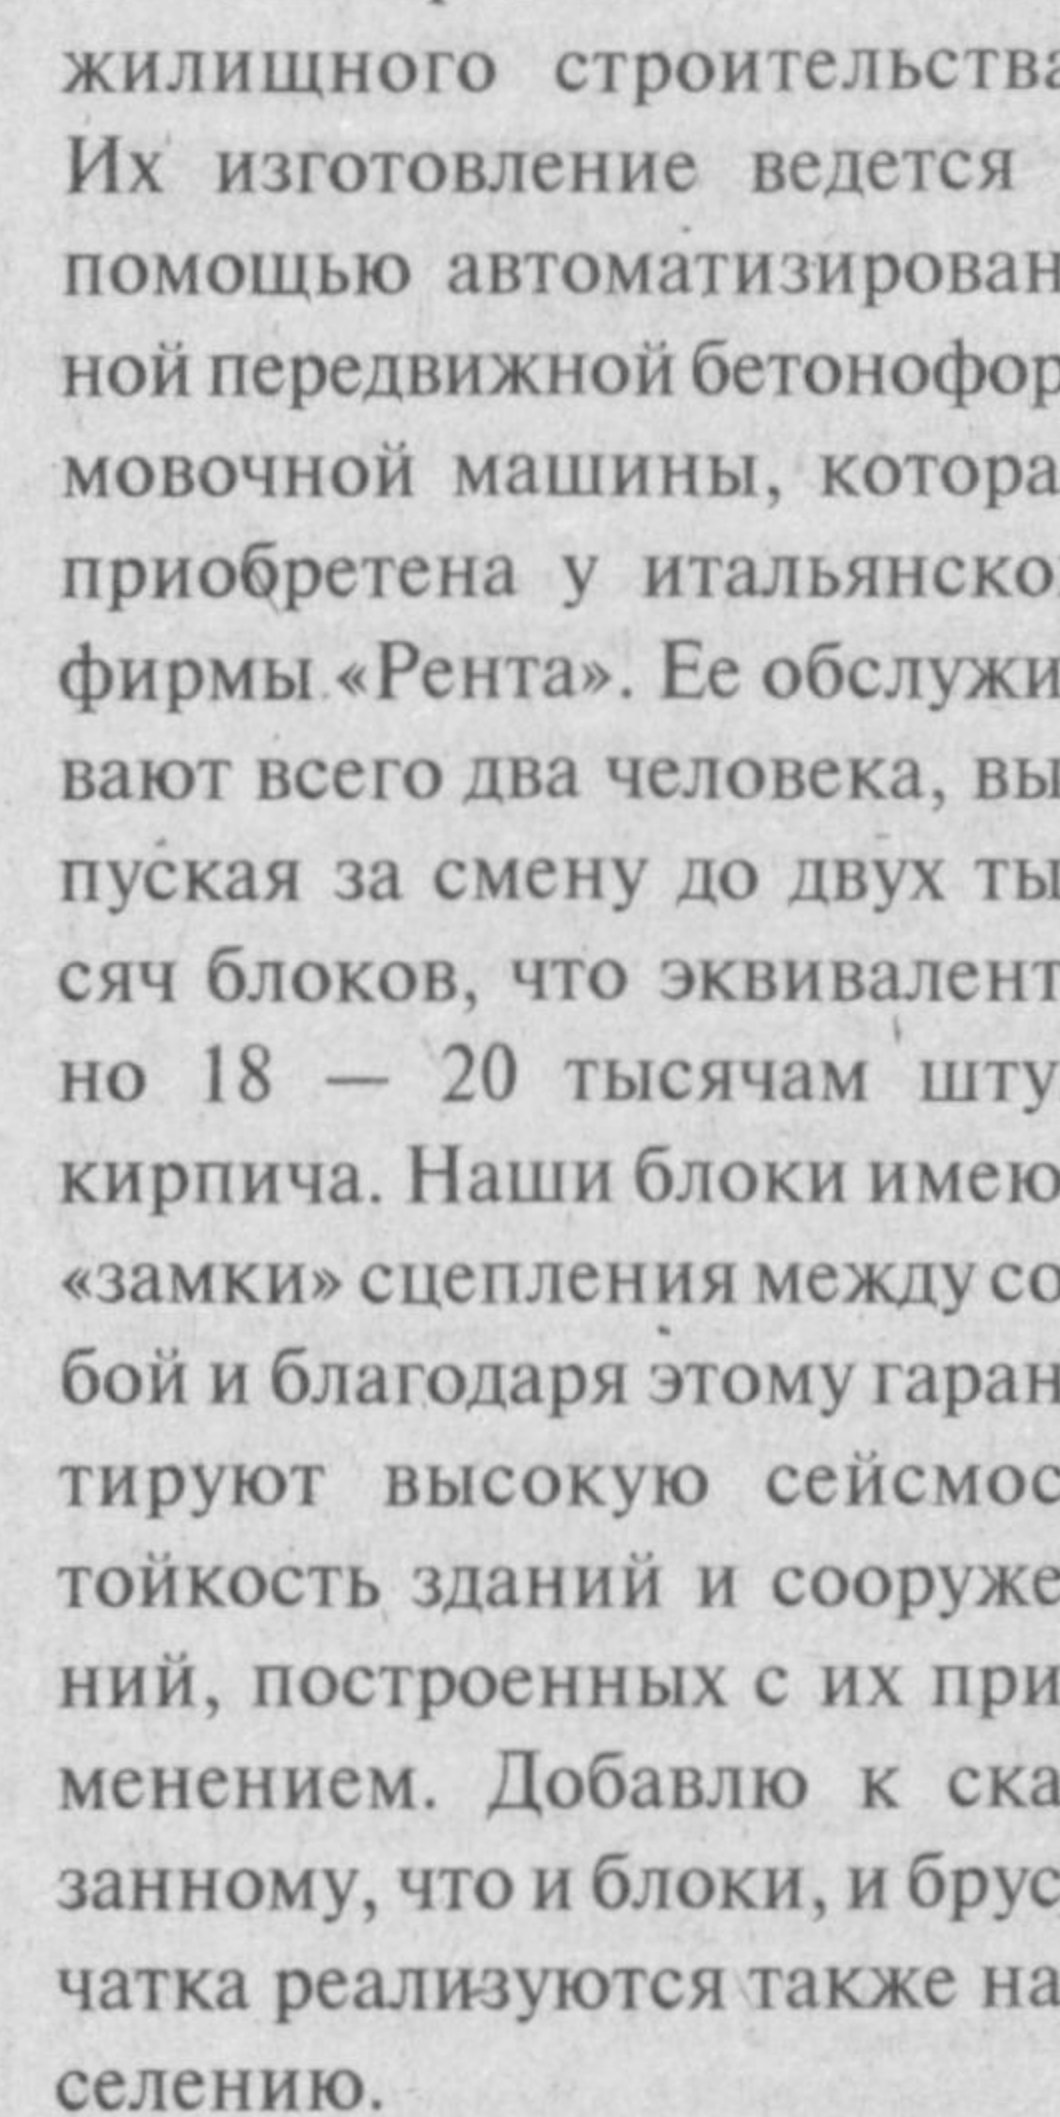 жилищного строительства
Их изготовление ведется
помощью автоматизирован
ной передвижной бетонофор
мовочной машины, котора
приобретена у итальянско
фирмы «Рента». Ее обслужи
вают всего два человека, вы
пуская за смену до двух ты
сяч блоков, что эквивалент
но 18 — 20 тысячам шту
кирпича. Наши блоки имею
«замки» сцепления между со
бой и благодаря этому гаран
тируют высокую сейсмос
тойкость зданий и сооруже
ний, построенных с их при
менением. Добавлю к ска
занному, что и блоки, и брус
чатка реализуются также на
селению.